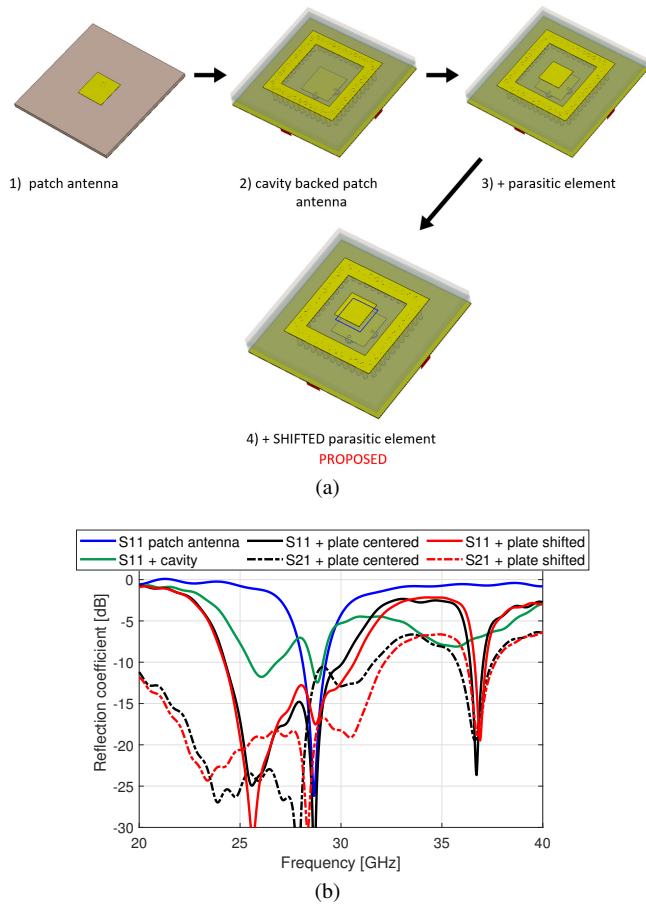 1) patch antenna
2) cavity backed patch
antenna
3) + parasitic element
4) + SHIFTED parasitic element
PROPOSED
(a)
S11 patch antenna
S11 + plate centered
S11 + plate shifted
S11 + cavity
S21 + plate centered
S21 + plate shifted
Reflection coefficient [dB]
0
-5
-10
-15
-20
-25
-30
20
25
30
35
40
Frequency [GHz]
(b)